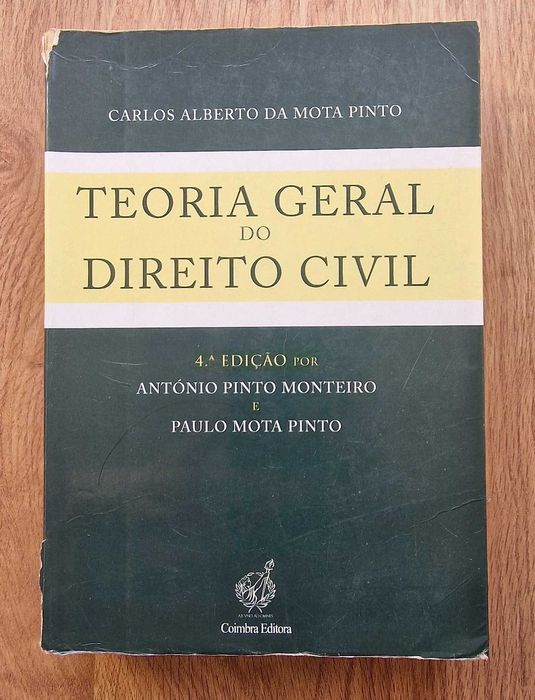 CARLOS ALBERTO DA MOTA PINTO
TEORIA GERAL
DO
DIREITO CIVIL
4.ª EDIÇÃO POR
ANTÓNIO PINTO MONTEIRO
E
PAULO MOTA PINTO
Coimbra Editora